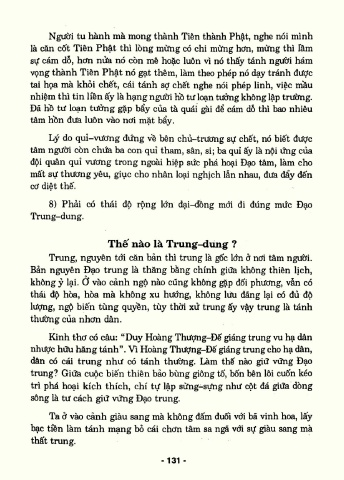 Người tu hành mà mong thành Tiên thành Phật, nghe nói mình
là căn cốt Tiên Phật thì lòng mừng có chi mừng hơn, mừng thì lầm
sự cám dỗ, hơn nữa nó còn mê hoặc luôn vì nó thấy tánh người hám
vọng thành Tiên Phật nó gạt thêm, làm theo phép nó dạy tránh được
tai họa mà khỏi chết, cái tánh sợ chết nghe nói phép linh, việc mầu
nhiệm thì tin liền ấy là hạng người hồ tư loạn tưởng không lập trường.
Đã hồ tư loạn tưởng gặp bẫy của tà quái gài để cám dỗ thì bao nhiêu
tâm hồn đưa luôn vào nơi mật bẫy.
Lý do quỉ–vương đứng về bên chủ–trương sự chết, nó biết được
tâm người còn chứa ba con quỉ tham, sân, si; ba quỉ ấy là nội ứng của
đội quân quỉ vương trong ngoài hiệp sức phá hoại Đạo tâm, làm cho
mất sự thương yêu, giục cho nhân loại nghịch lẫn nhau, đưa đẩy đến
cơ diệt thế.
8) Phải có thái độ rộng lớn đại–đồng mới đi đúng mức Đạo
Trung–dung.
Thế nào là Trung–dung ?
Trung, nguyên tới căn bản thì trung là gốc lớn ở nơi tâm người.
Bản nguyên Đạo trung là thăng bằng chính giữa không thiên lịch,
không ỷ lại. Ở vào cảnh ngộ nào cũng không gặp đối phương, vẫn có
thái độ hòa, hòa mà không xu hướng, không lưu đãng lại có đủ độ
lượng, ngộ biến tùng quyền, tùy thời xử trung ấy vậy trung là tánh
thường của nhơn dân.
Kinh thơ có câu: “Duy Hoàng Thượng–Đế giáng trung vu hạ dân
nhược hữu hằng tánh”. Vì Hoàng Thượng–Đế giáng trung cho hạ dân,
dân có cái trung như có tánh thường. Làm thế nào giữ vững Đạo
trung? Giữa cuộc biến thiên bão bùng giông tố, bốn bên lôi cuốn kéo
trì phá hoại kích thích, chí tự lập sừng–sựng như cột đá giữa dòng
sông là tư cách giữ vững Đạo trung.
Ta ở vào cảnh giàu sang mà không đắm đuối với bã vinh hoa, lấy
bạc tiền làm tánh mạng bỏ cái chơn tâm sa ngã với sự giàu sang mà
thất trung.
- 131 -